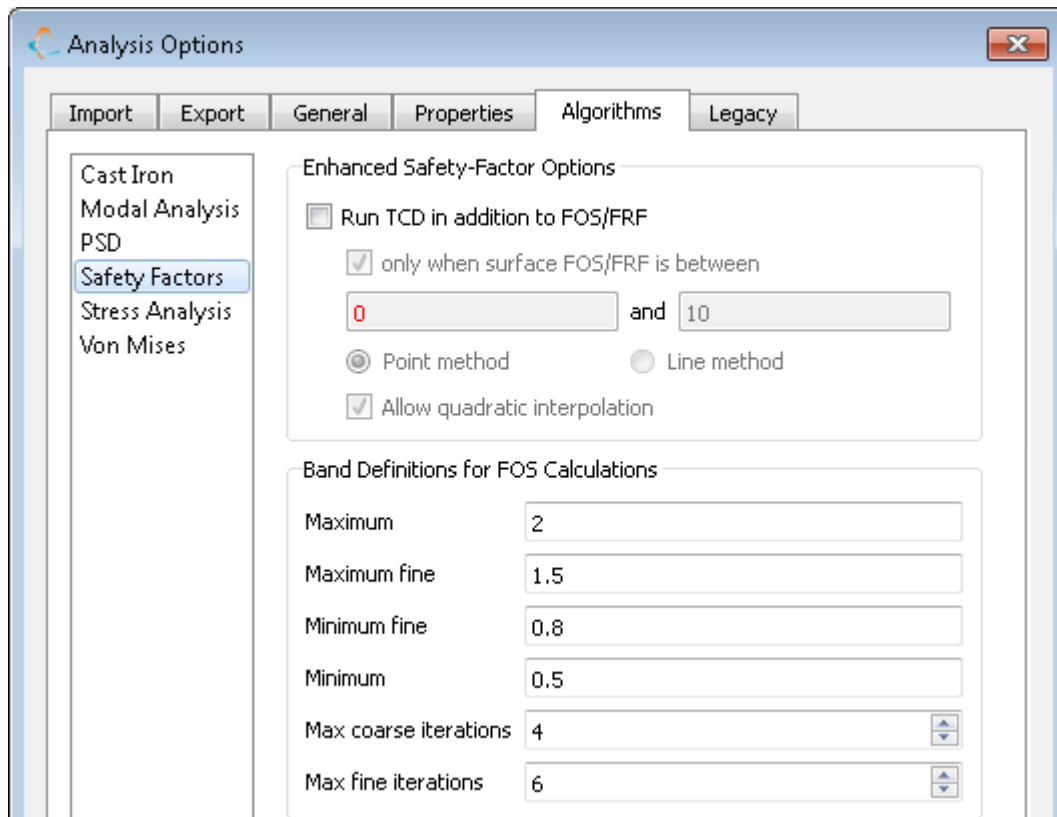 Analysis Options
Import Export General Properties Algorithms Legacy
Cast Iron
Modal Analysis
PSD
Safety Factors
Stress Analysis
Von Mises
Enhanced Safety-Factor Options
Run TCD in addition to FOS/FRF
only when surface FOS/FRF is between
0 and 10
Point method Line method
Allow quadratic interpolation
Band Definitions for FOS Calculations
Maximum 2
Maximum fine 1.5
Minimum fine 0.8
Minimum 0.5
Max coarse iterations 4
Max fine iterations 6